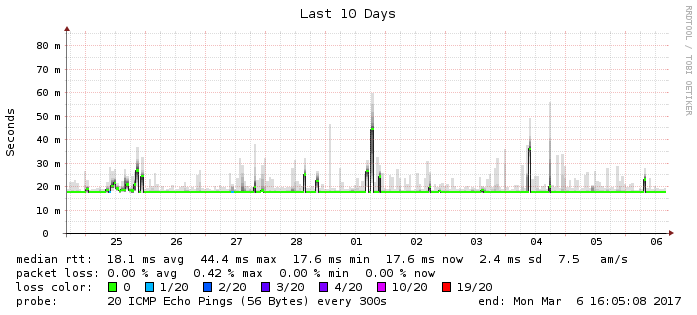 Last 10 Days
RRDTOOL / TOBI OETIKER
Seconds
80 m
70 m
60 m
50 m
40 m
30 m
20 m
10 m
0
25 26 27 28 01 02 03 04 05 06
median rtt: 18.1 ms avg 44.4 ms max 17.6 ms min 17.6 ms now 2.4 ms sd 7.5 am/s
packet loss: 0.00 % avg 0.42 % max 0.00 % min 0.00 % now
loss color: 0 1/20 2/20 3/20 4/20 10/20 19/20
probe: 20 ICMP Echo Pings (56 Bytes) every 300s end: Mon Mar 6 16:05:08 2017